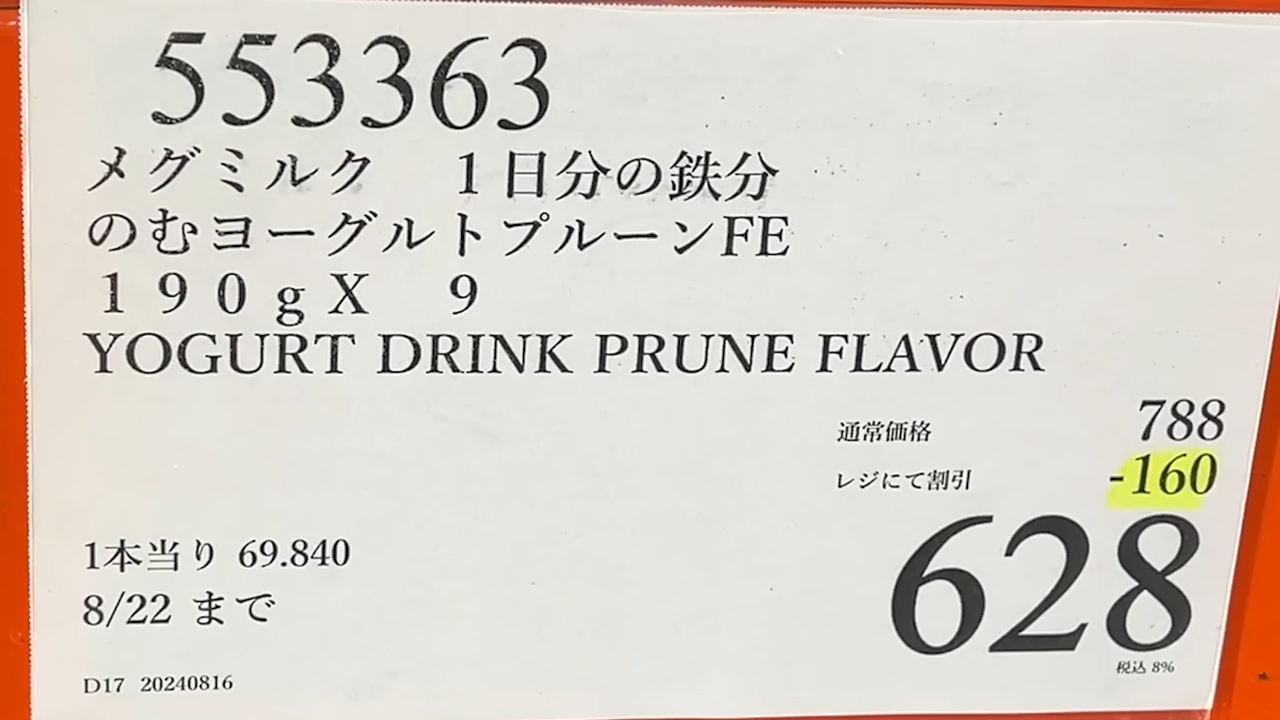 553363
メグミルク　１日分の鉄分
のむヨーグルトプルーンFE
１９０ｇX　９
YOGURT DRINK PRUNE FLAVOR
通常価格 788
レジにて割引 -160
628
税込 8%
1本当り 69.840
8/22 まで
D17 20240816